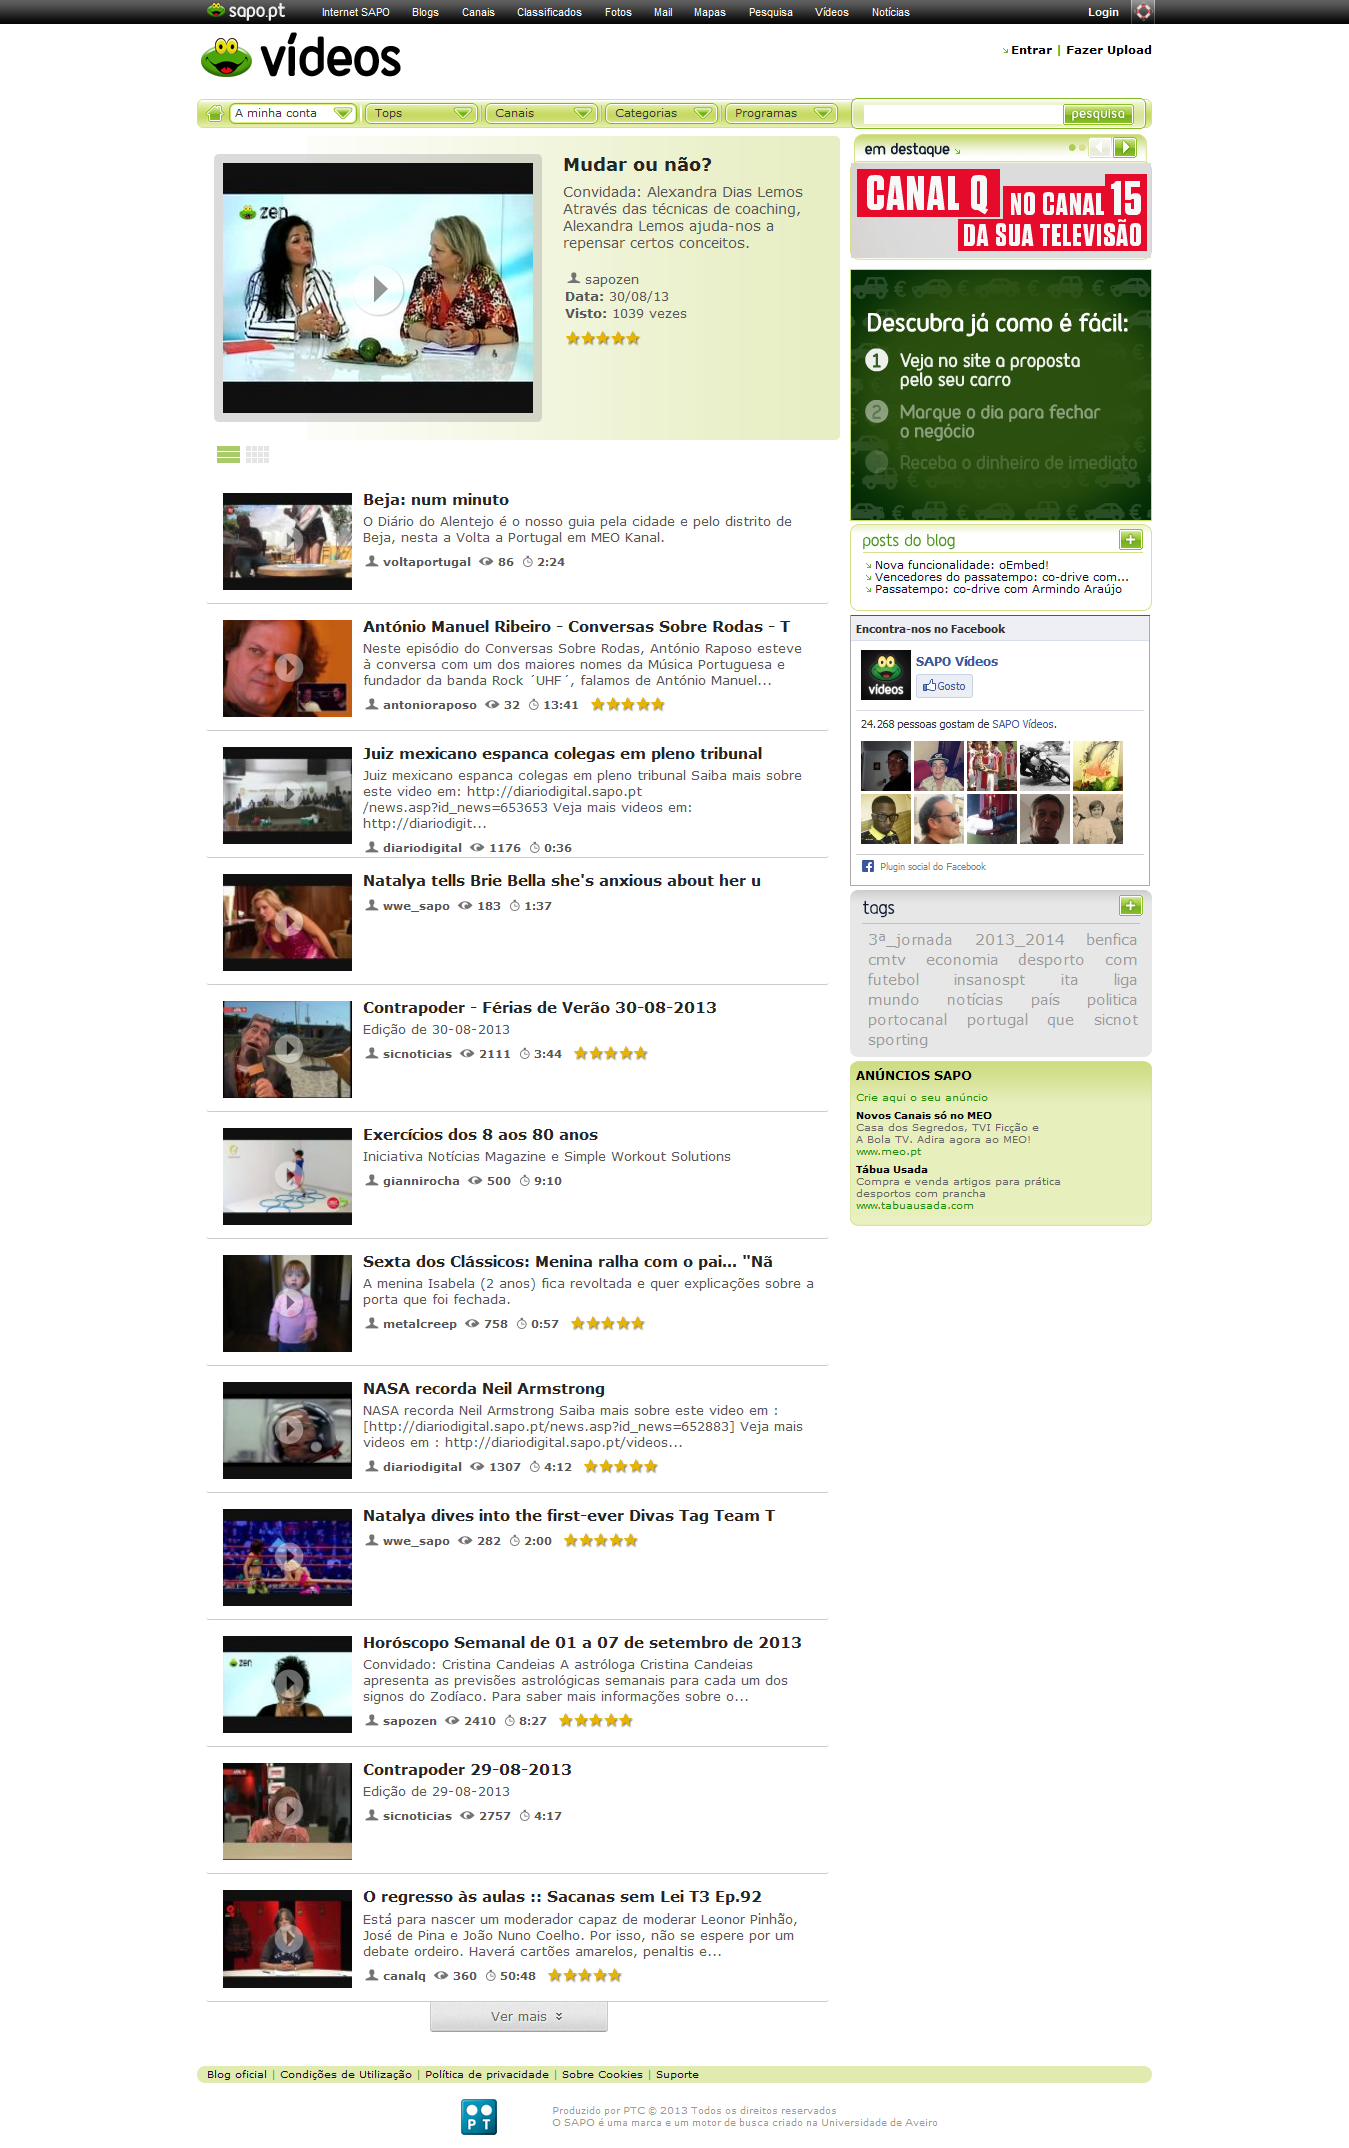 sapo.pt Internet SAPO Blogs Canais Classificados Fotos Mail Mapas Pesquisa Vídeos Notícias Login
vídeos
Entrar | Fazer Upload
A minha conta Tops Canais Categorias Programas pesquisa
zen
Mudar ou não?
Convidada: Alexandra Dias Lemos
Através das técnicas de coaching,
Alexandra Lemos ajuda-nos a
repensar certos conceitos.
sapozen
Data: 30/08/13
Visto: 1039 vezes
Beja: num minuto
O Diário do Alentejo é o nosso guia pela cidade e pelo distrito de
Beja, nesta a Volta a Portugal em MEO Kanal.
voltaportugal 86 2:24
António Manuel Ribeiro - Conversas Sobre Rodas - T
Neste episódio do Conversas Sobre Rodas, António Raposo esteve
à conversa com um dos maiores nomes da Música Portuguesa e
fundador da banda Rock ´UHF´, falamos de António Manuel...
antonioraposo 32 13:41
Juiz mexicano espanca colegas em pleno tribunal
Juiz mexicano espanca colegas em pleno tribunal Saiba mais sobre
este video em: http://diariodigital.sapo.pt
/news.asp?id_news=653653 Veja mais videos em:
http://diariodigit...
diariodigital 1176 0:36
Natalya tells Brie Bella she's anxious about her u
wwe_sapo 183 1:37
Contrapoder - Férias de Verão 30-08-2013
Edição de 30-08-2013
sicnoticias 2111 3:44
Exercícios dos 8 aos 80 anos
Iniciativa Notícias Magazine e Simple Workout Solutions
giannirocha 500 9:10
Sexta dos Clássicos: Menina ralha com o pai... "Nã
A menina Isabela (2 anos) fica revoltada e quer explicações sobre a
porta que foi fechada.
metalcreep 758 0:57
NASA recorda Neil Armstrong
NASA recorda Neil Armstrong Saiba mais sobre este video em :
[http://diariodigital.sapo.pt/news.asp?id_news=652883] Veja mais
videos em : http://diariodigital.sapo.pt/videos...
diariodigital 1307 4:12
Natalya dives into the first-ever Divas Tag Team T
wwe_sapo 282 2:00
zen
Horóscopo Semanal de 01 a 07 de setembro de 2013
Convidado: Cristina Candeias A astróloga Cristina Candeias
apresenta as previsões astrológicas semanais para cada um dos
signos do Zodíaco. Para saber mais informações sobre o...
sapozen 2410 8:27
Contrapoder 29-08-2013
Edição de 29-08-2013
sicnoticias 2757 4:17
O regresso às aulas :: Sacanas sem Lei T3 Ep.92
Está para nascer um moderador capaz de moderar Leonor Pinhão,
José de Pina e João Nuno Coelho. Por isso, não se espere por um
debate ordeiro. Haverá cartões amarelos, penaltis e...
canalq 360 50:48
Ver mais
em destaque
CANAL Q NO CANAL 15
DA SUA TELEVISÃO
Descubra já como é fácil:
1 Veja no site a proposta
pelo seu carro
2 Marque o dia para fechar
o negócio
Receba o dinheiro de imediato
posts do blog
Nova funcionalidade: oEmbed!
Vencedores do passatempo: co-drive com...
Passatempo: co-drive com Armindo Araújo
Encontra-nos no Facebook
vídeos
SAPO Vídeos
Gosto
24.268 pessoas gostam de SAPO Vídeos.
Plugin social do Facebook
tags
3ª_jornada 2013_2014 benfica
cmtv economia desporto com
futebol insanospt ita liga
mundo notícias país politica
portocanal portugal que sicnot
sporting
ANÚNCIOS SAPO
Crie aqui o seu anúncio
Novos Canais só no MEO
Casa dos Segredos, TVI Ficção e
A Bola TV. Adira agora ao MEO!
www.meo.pt
Tábua Usada
Compra e venda artigos para prática
desportos com prancha
www.tabuausada.com
Blog oficial | Condições de Utilização | Política de privacidade | Sobre Cookies | Suporte
PT
Produzido por PTC © 2013 Todos os direitos reservados
O SAPO é uma marca e um motor de busca criado na Universidade de Aveiro